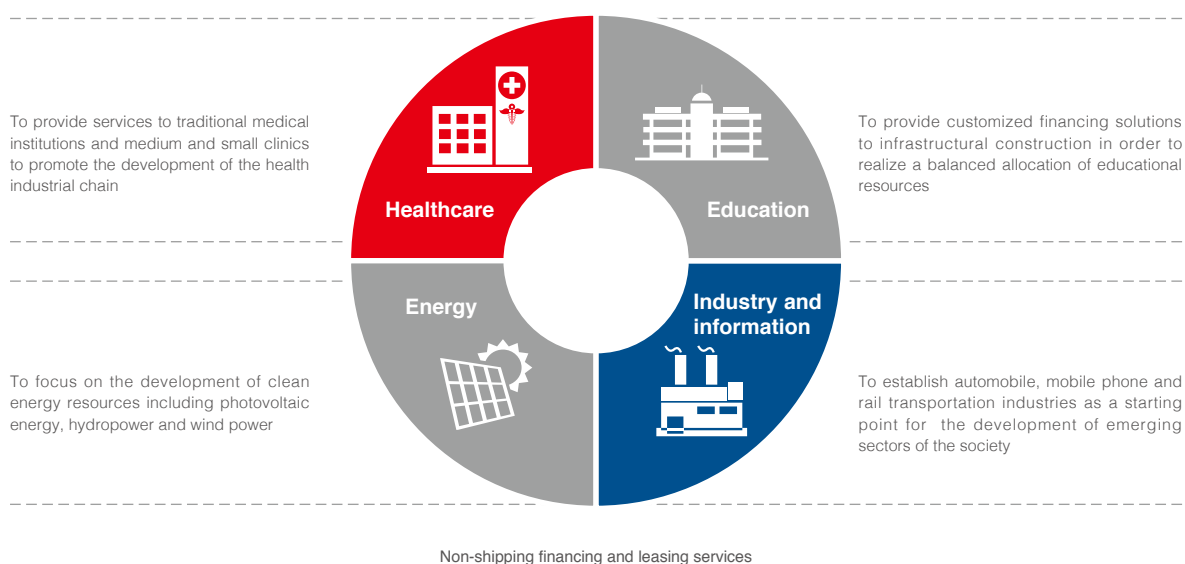 To provide services to traditional medical
institutions and medium and small clinics
to promote the development of the health
industrial chain
Healthcare
Education
To provide customized financing solutions
to infrastructural construction in order to
realize a balanced allocation of educational
resources
Energy
Industry and
information
To focus on the development of clean
energy resources including photovoltaic
energy, hydropower and wind power
To establish automobile, mobile phone and
rail transportation industries as a starting
point for the development of emerging
sectors of the society
Non-shipping financing and leasing services